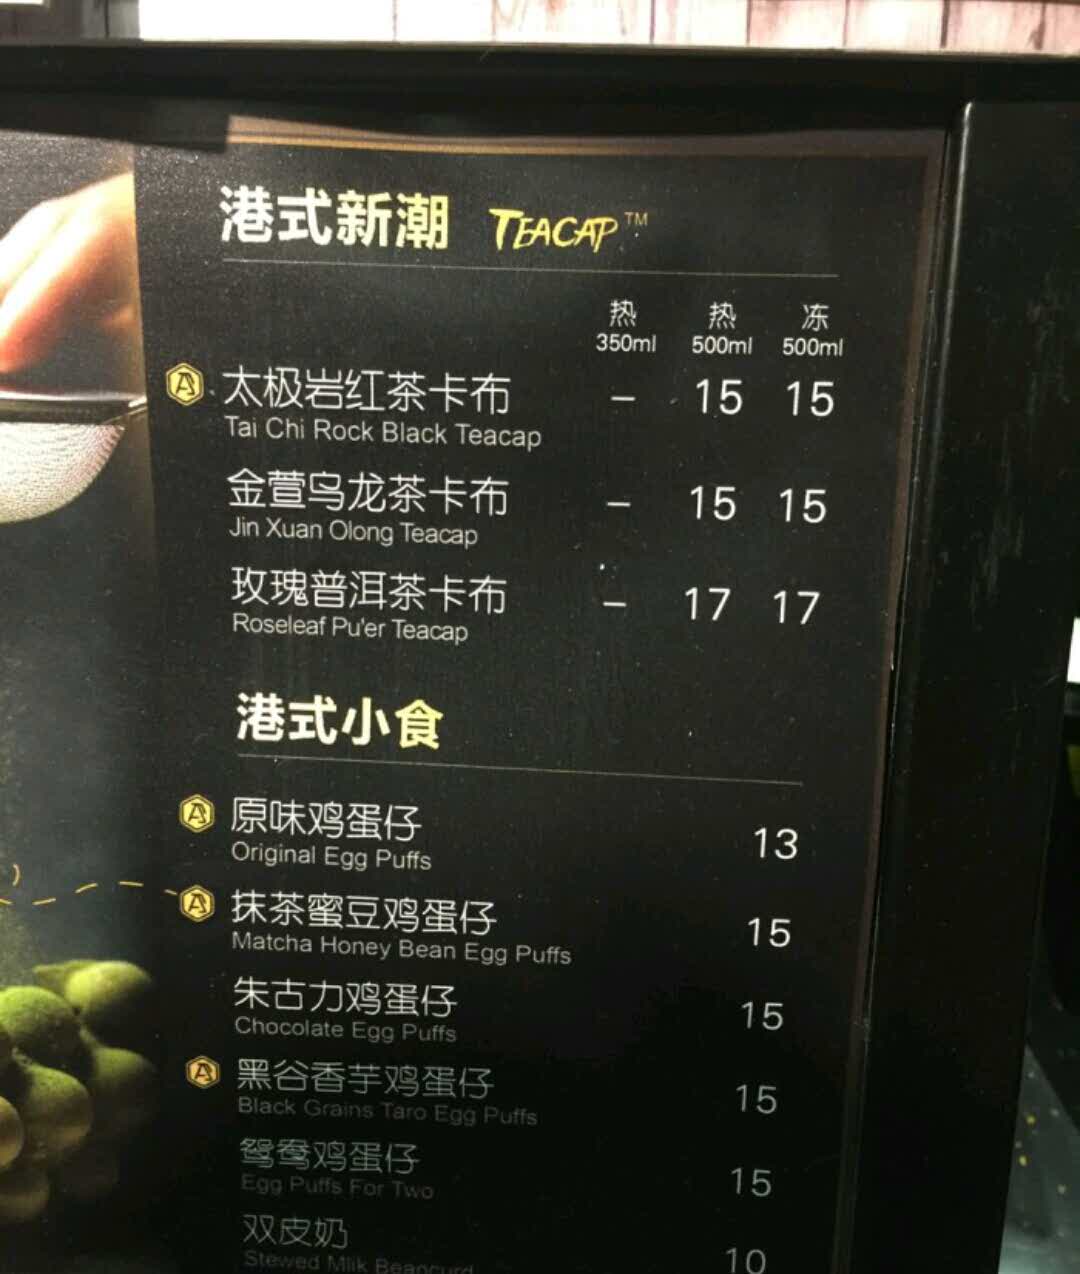 港式新潮 TEACAP™
热 热 冻
350ml 500ml 500ml
太极岩红茶卡布 – 15 15
Tai Chi Rock Black Teacap
金萱乌龙茶卡布 – 15 15
Jin Xuan Olong Teacap
玫瑰普洱茶卡布 – 17 17
Roseleaf Pu'er Teacap
港式小食
原味鸡蛋仔 13
Original Egg Puffs
抹茶蜜豆鸡蛋仔 15
Matcha Honey Bean Egg Puffs
朱古力鸡蛋仔 15
Chocolate Egg Puffs
黑谷香芋鸡蛋仔 15
Black Grains Taro Egg Puffs
鸳鸯鸡蛋仔 15
Egg Puffs For Two
双皮奶 10
Stewed Mlik Beancurd